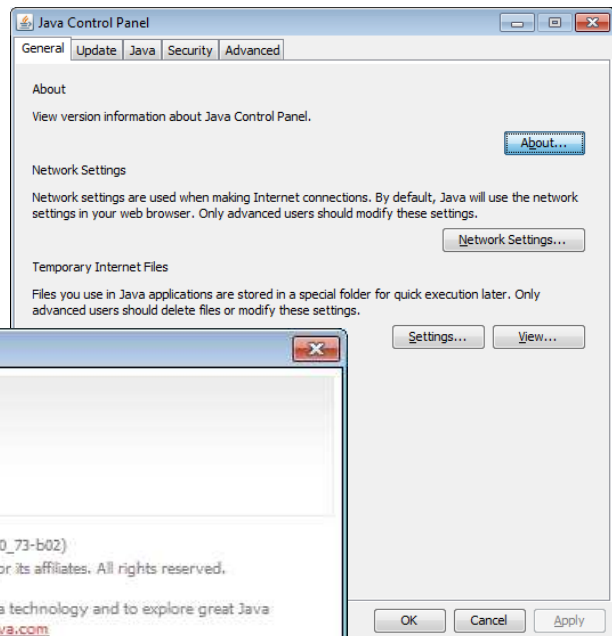 Java Control Panel
General Update Java Security Advanced
About
View version information about Java Control Panel.
About...
Network Settings
Network settings are used when making Internet connections. By default, Java will use the network
settings in your web browser. Only advanced users should modify these settings.
Network Settings...
Temporary Internet Files
Files you use in Java applications are stored in a special folder for quick execution later. Only
advanced users should delete files or modify these settings.
Settings... View...
0_73-b02)
or its affiliates. All rights reserved.
a technology and to explore great Java
va.com
OK Cancel Apply